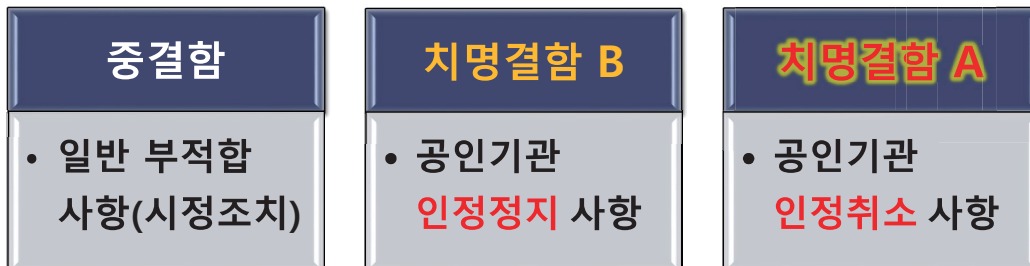 중결함
• 일반 부적합
사항(시정조치)
치명결함 B
• 공인기관
인정정지 사항
치명결함 A
• 공인기관
인정취소 사항